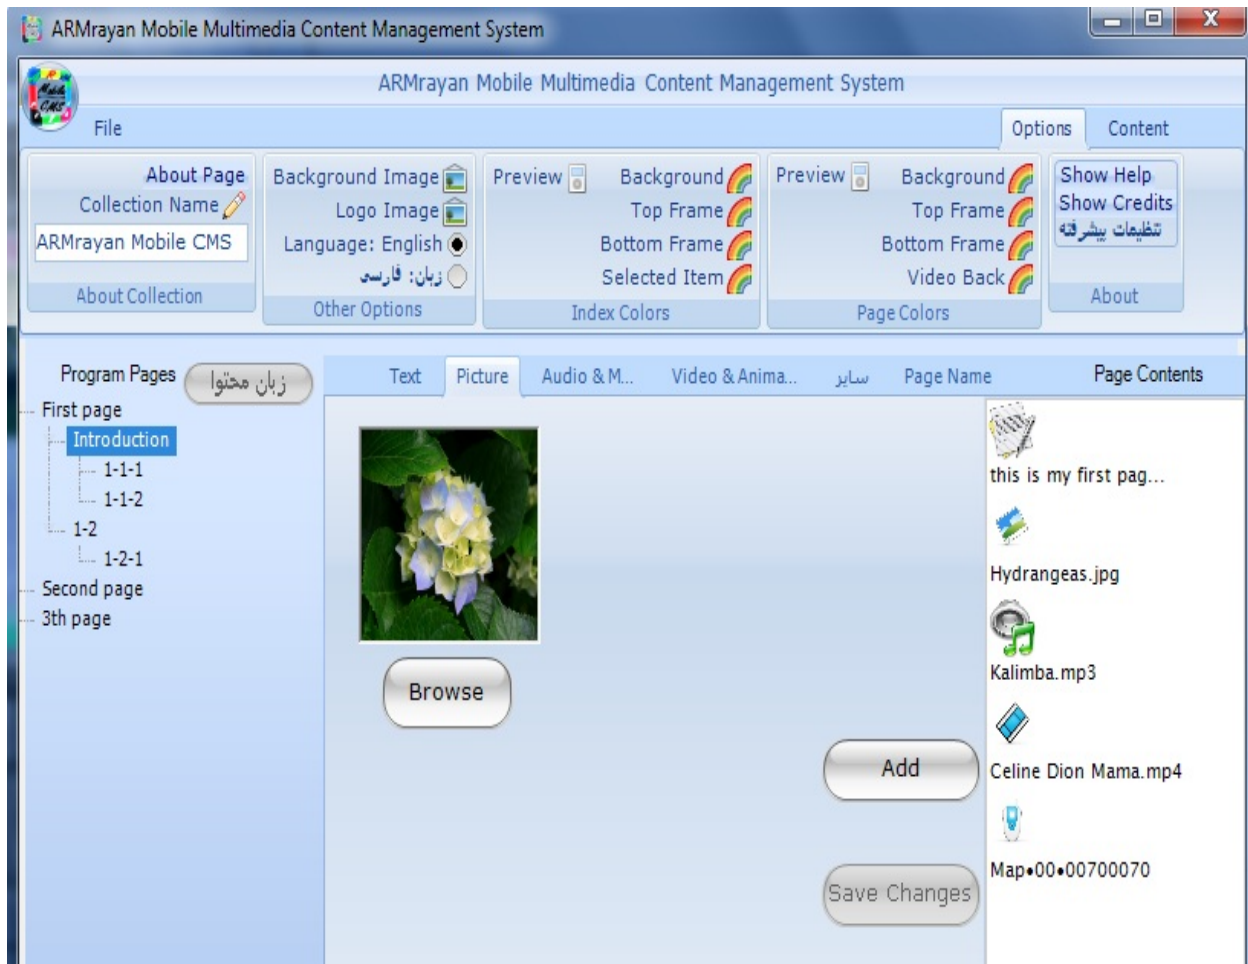 ARMrayan Mobile Multimedia Content Management System
ARMrayan Mobile Multimedia Content Management System
Mobile
CMS
File
Options
Content
About Page
Collection Name
ARMrayan Mobile CMS
About Collection
Background Image
Logo Image
Language: English
زبان: فارسی
Other Options
Preview
Background
Top Frame
Bottom Frame
Selected Item
Index Colors
Preview
Background
Top Frame
Bottom Frame
Video Back
Page Colors
Show Help
Show Credits
تنظیمات پیشرفته
About
Program Pages
زبان محتوا
First page
Introduction
1-1-1
1-1-2
1-2
1-2-1
Second page
3th page
Text
Picture
Audio & M...
Video & Anima...
سایر
Page Name
Browse
Add
Save Changes
Page Contents
this is my first pag...
Hydrangeas.jpg
Kalimba.mp3
Celine Dion Mama.mp4
Map•00•00700070